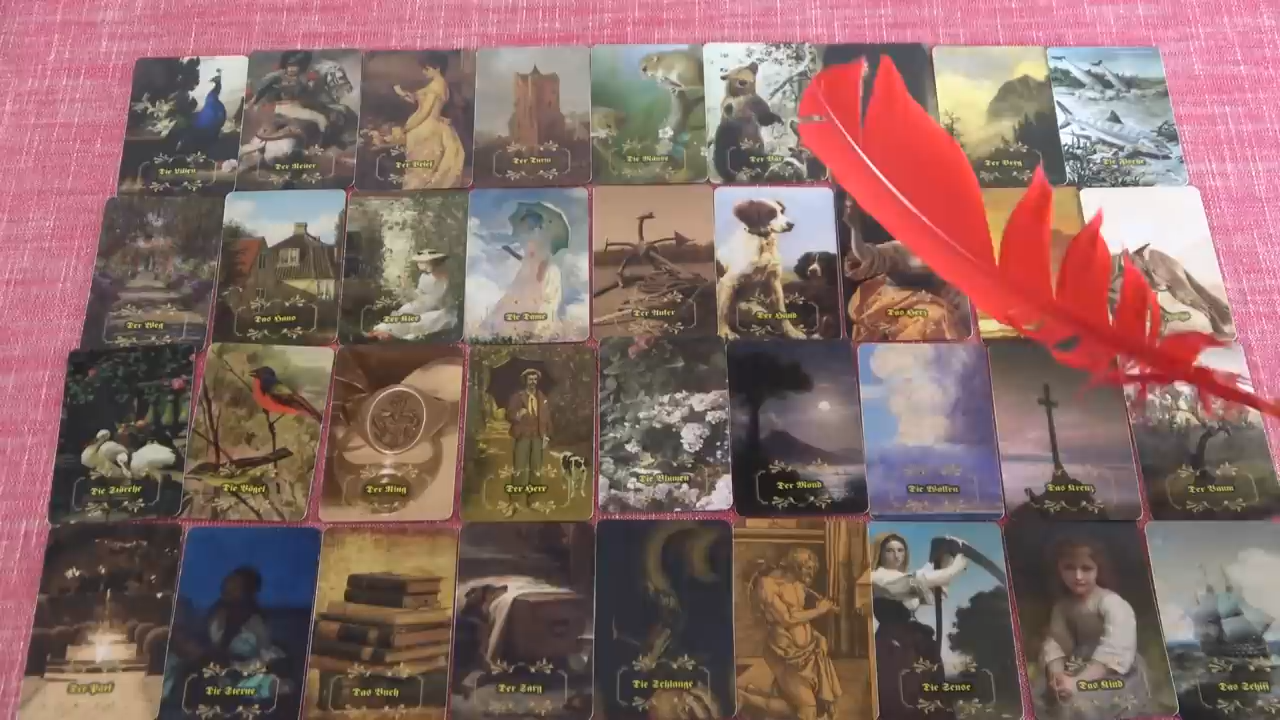 Die Lilien
Der Reiter
Der Brief
Der Turm
Die Mäuse
Der Bär
Der Berg
Die Fische
Der Weg
Das Haus
Der Klee
Die Dame
Der Anker
Der Hund
Das Herz
Die Störche
Die Vögel
Der Ring
Der Herr
Die Blumen
Der Mond
Die Wolken
Das Kreuz
Der Baum
Der Park
Die Sterne
Das Buch
Der Sarg
Die Schlange
Die Sense
Das Kind
Das Schiff